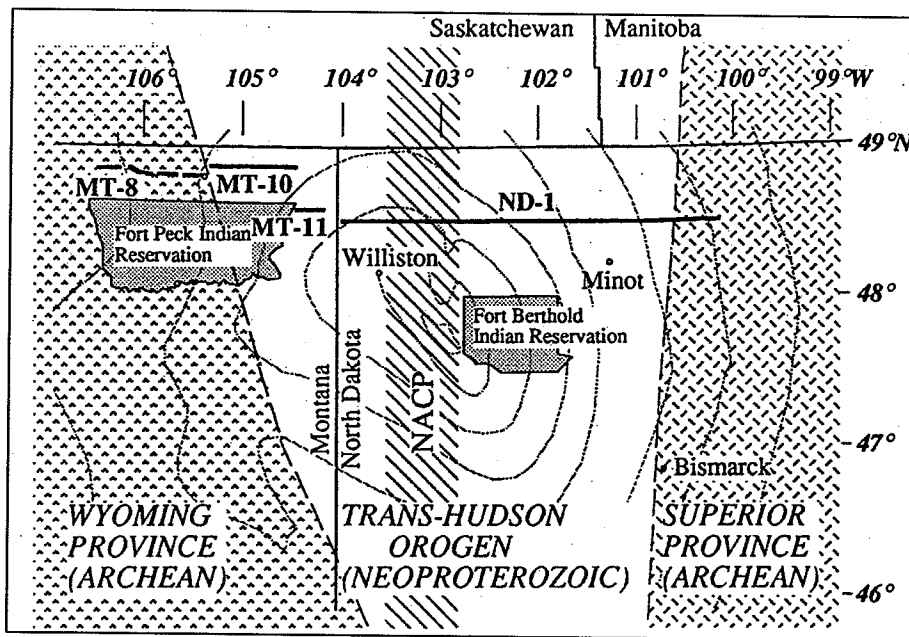 Saskatchewan Manitoba
106° 105° 104° 103° 102° 101° 100° 99°W
49°N
MT-8
MT-10
MT-11
ND-1
Fort Peck Indian
Reservation
Williston
Minot
48°
Fort Berthold
Indian Reservation
Montana
North Dakota
NACP
47°
Bismarck
WYOMING
PROVINCE
(ARCHEAN)
TRANS-HUDSON
OROGEN
(NEOPROTEROZOIC)
SUPERIOR
PROVINCE
(ARCHEAN)
46°